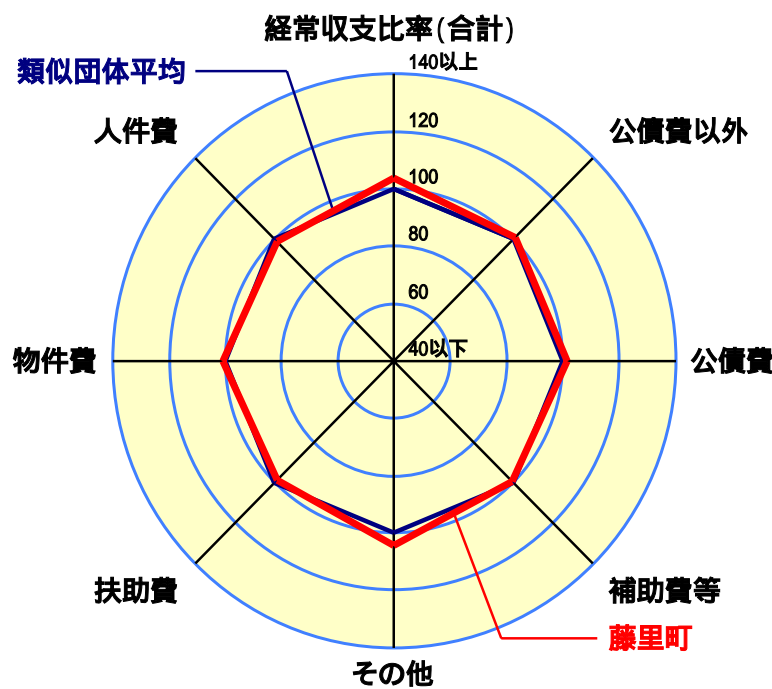 経常収支比率(合計)
類似団体平均
140以上
人件費
120
公債費以外
100
80
60
40以下
物件費
公債費
扶助費
補助費等
藤里町
その他